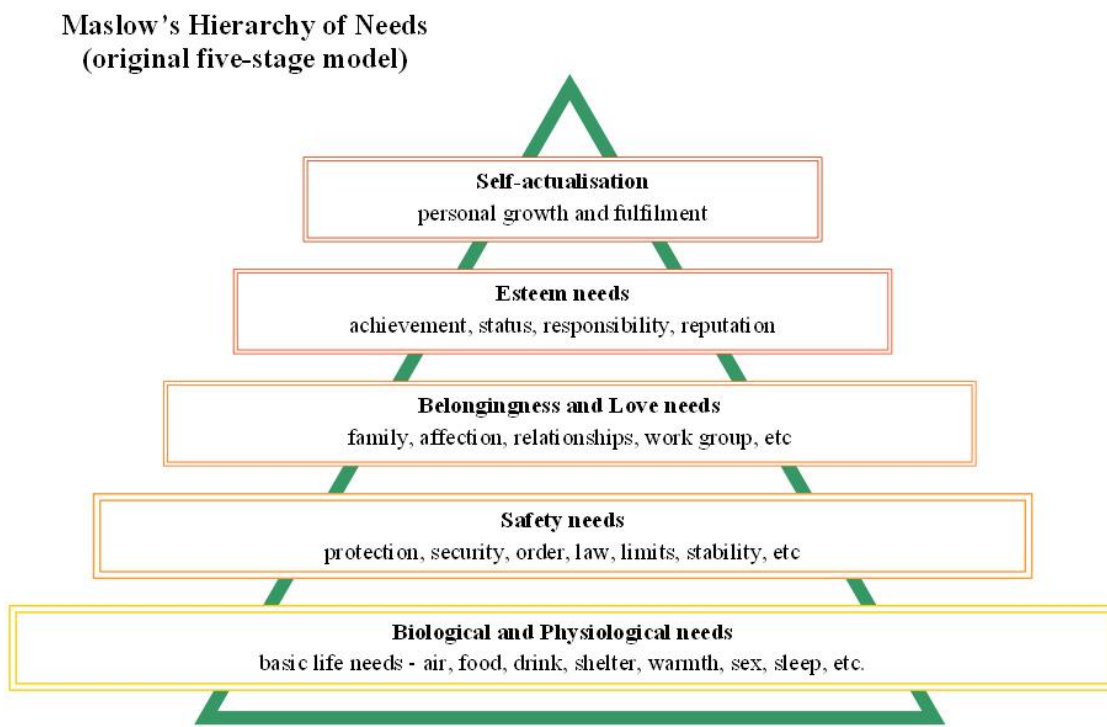 Maslow's Hierarchy of Needs
(original five-stage model)
Self-actualisation
personal growth and fulfilment
Esteem needs
achievement, status, responsibility, reputation
Belongingness and Love needs
family, affection, relationships, work group, etc
Safety needs
protection, security, order, law, limits, stability, etc
Biological and Physiological needs
basic life needs - air, food, drink, shelter, warmth, sex, sleep, etc.